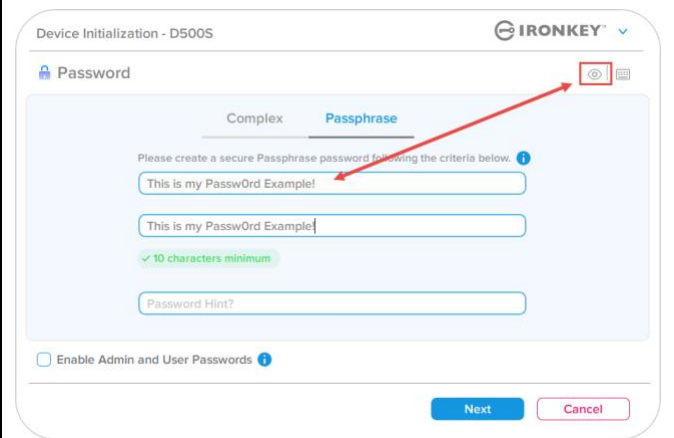 Device Initialization - D500S
IRONKEY™
Password
Complex Passphrase
Please create a secure Passphrase password following the criteria below.
This is my Passw0rd Example!
This is my Passw0rd Example!
✓ 10 characters minimum
Password Hint?
Enable Admin and User Passwords
Next Cancel